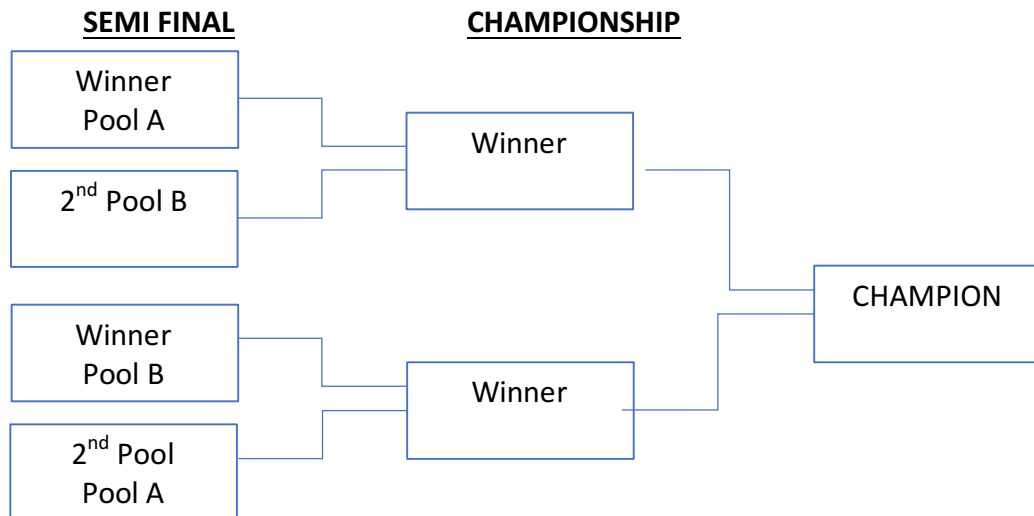 SEMI FINAL
CHAMPIONSHIP
Winner
Pool A
Winner
2nd Pool B
CHAMPION
Winner
Pool B
Winner
2nd Pool
Pool A